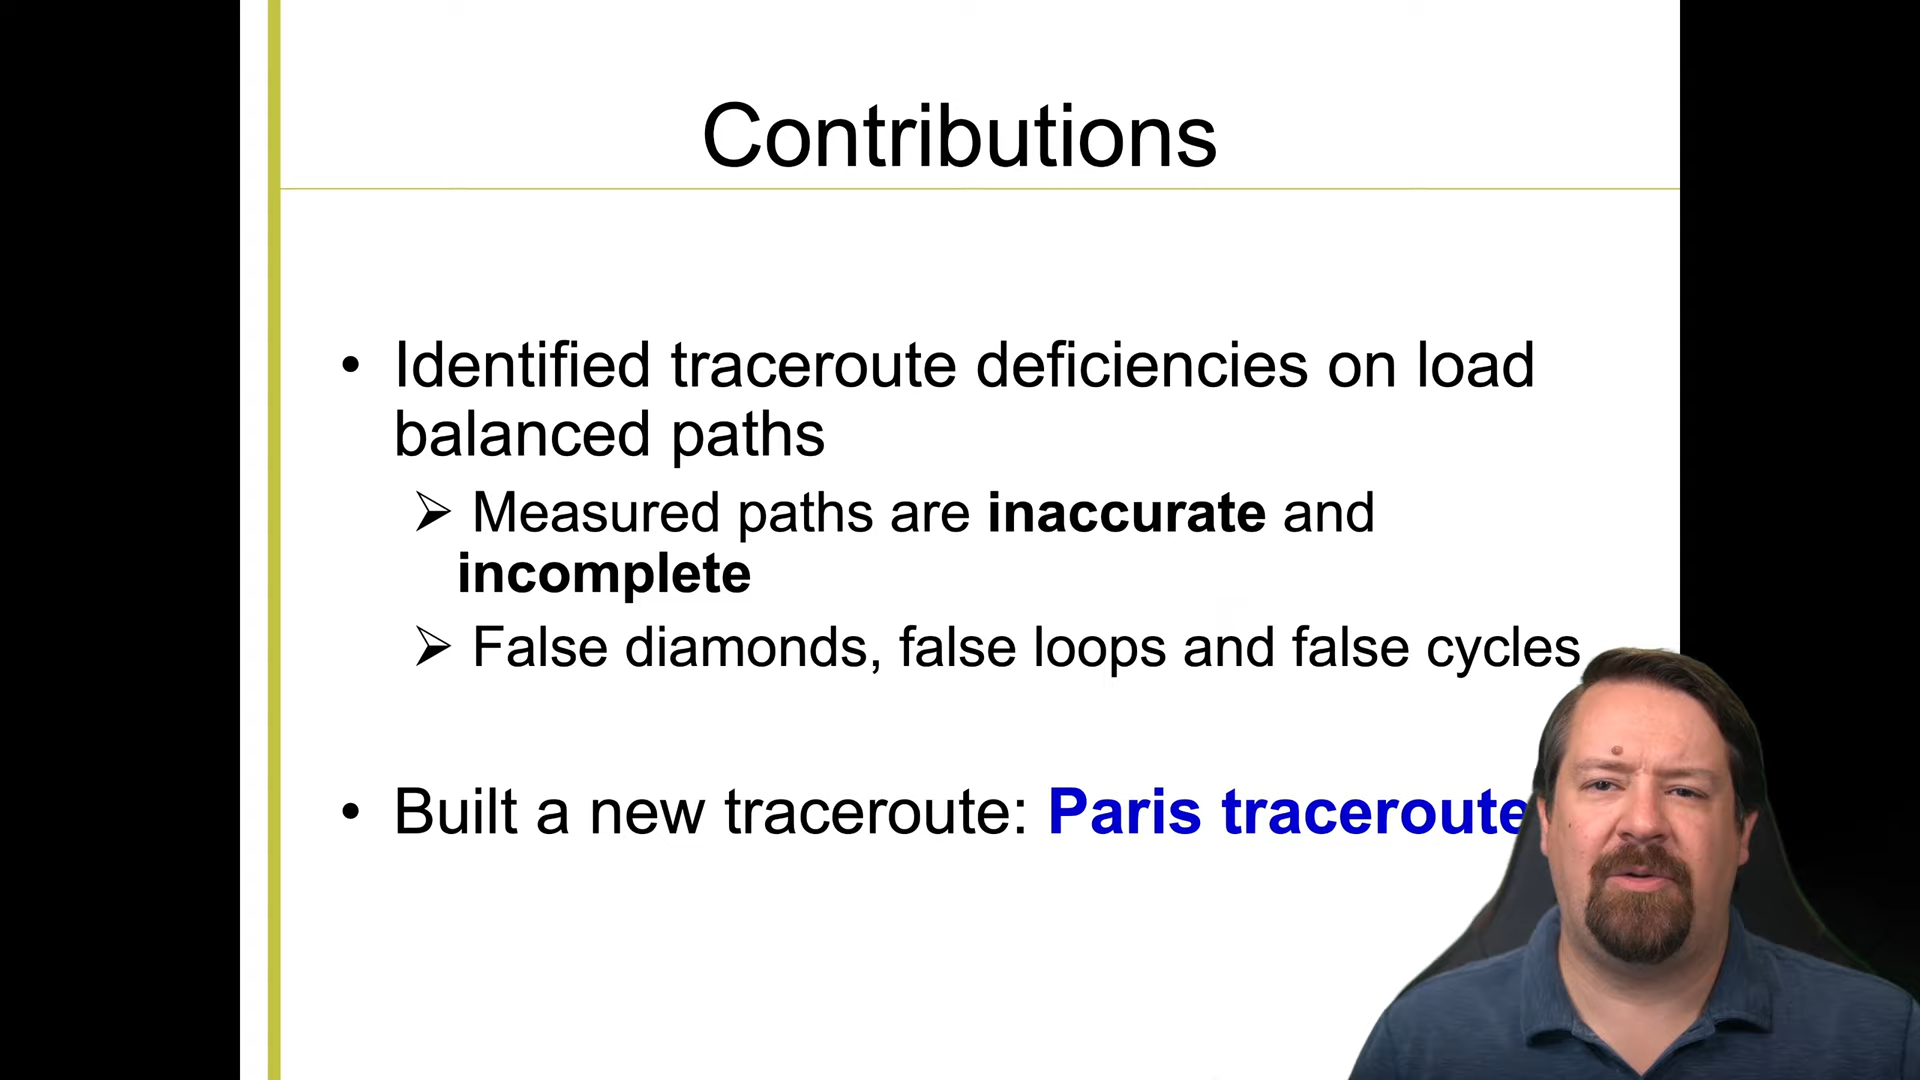 Contributions
• Identified traceroute deficiencies on load
balanced paths
➢ Measured paths are inaccurate and
incomplete
➢ False diamonds, false loops and false cycles
• Built a new traceroute: Paris traceroute